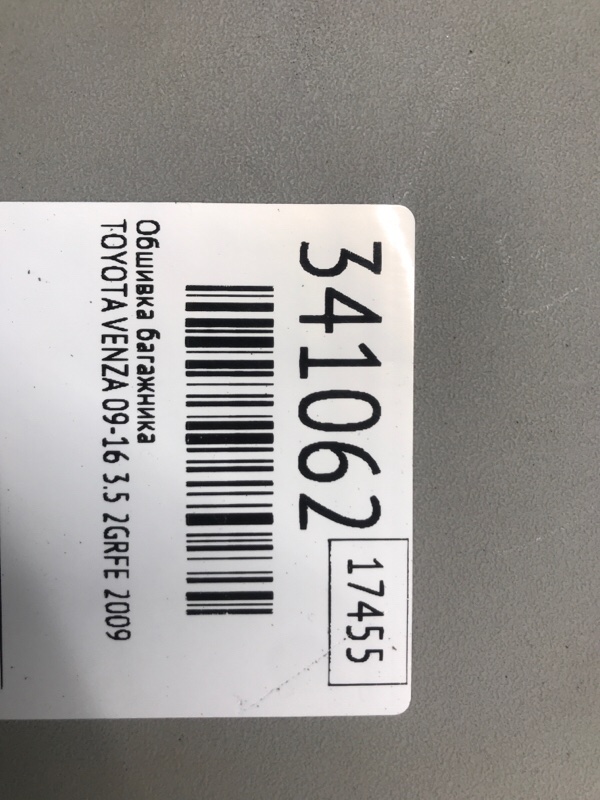 341062
17455
Обшивка багажника
TOYOTA VENZA 09-16 3.5 2GRFE 2009